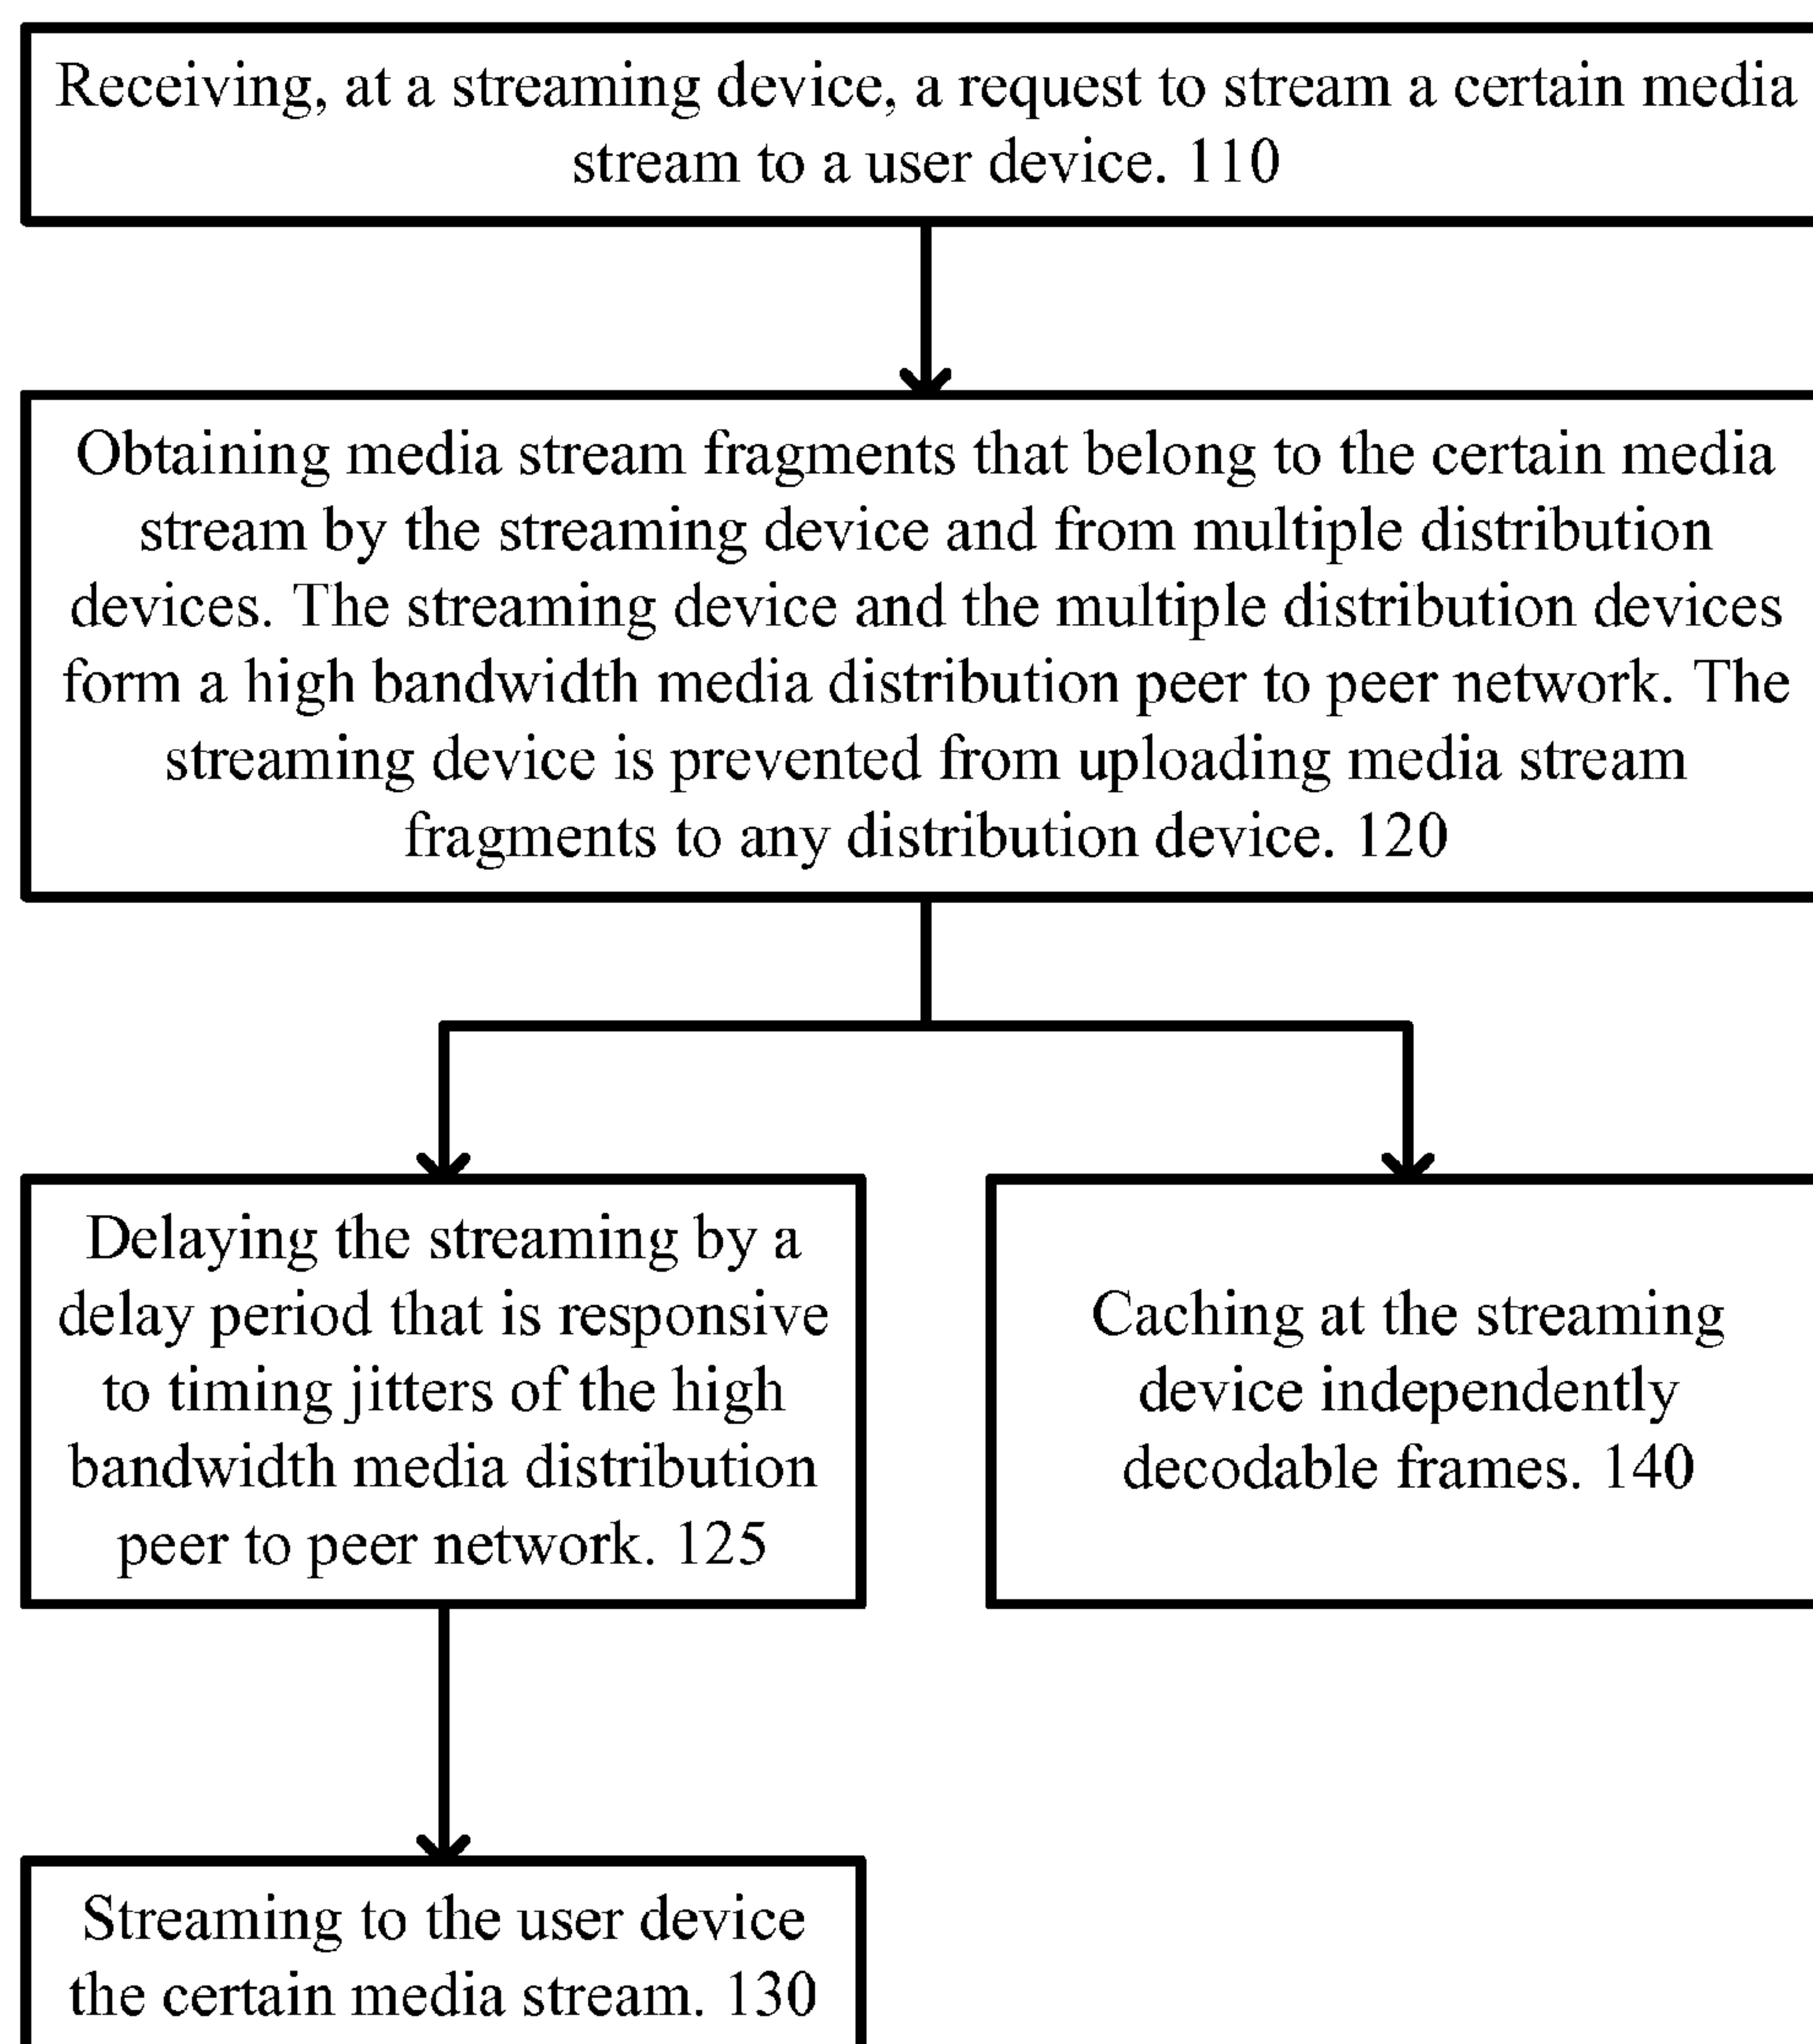 Receiving, at a streaming device, a request to stream a certain media
stream to a user device. 110
Obtaining media stream fragments that belong to the certain media
stream by the streaming device and from multiple distribution
devices. The streaming device and the multiple distribution devices
form a high bandwidth media distribution peer to peer network. The
streaming device is prevented from uploading media stream
fragments to any distribution device. 120
Delaying the streaming by a
delay period that is responsive
to timing jitters of the high
bandwidth media distribution
peer to peer network. 125
Caching at the streaming
device independently
decodable frames. 140
Streaming to the user device
the certain media stream. 130